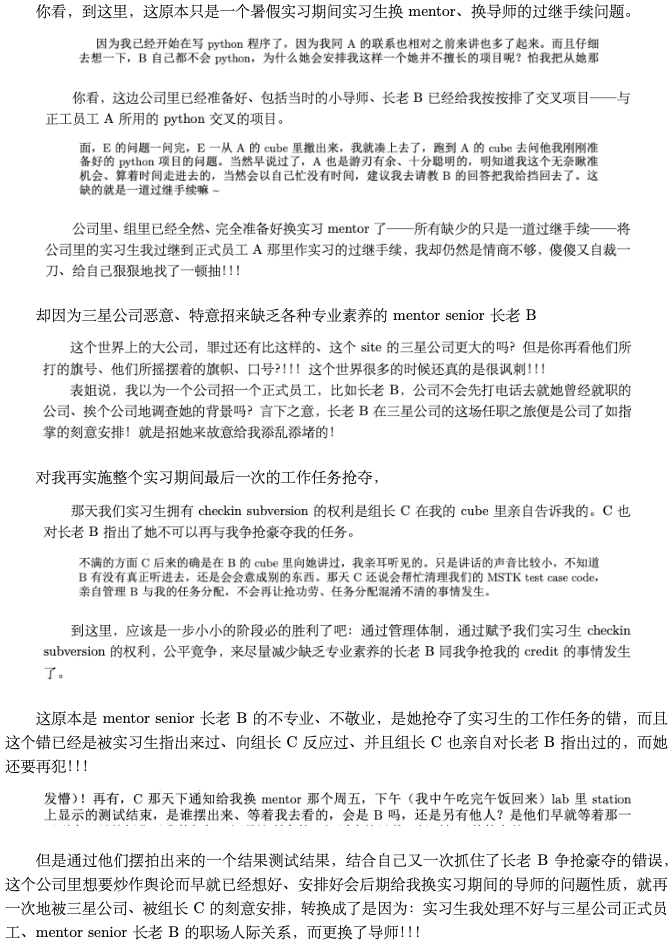 你看，到这里，这原本只是一个暑假实习期间实习生换 mentor、换导师的过继手续问题。
因为我已经开始在写 python 程序了，因为我同 A 的联系也相对之前来讲也多了起来。而且仔细
去想一下，B 自己都不会 python，为什么她会安排我这样一个她并不擅长的项目呢？怕我把从她那
你看，这边公司里已经准备好、包括当时的小导师、长老 B 已经给我按按排了交叉项目——与
正工员工 A 所用的 python 交叉的项目。
面，E 的问题一问完，E 一从 A 的 cube 里撤出来，我就凑上去了，跑到 A 的 cube 去问他我刚刚准
备好的 python 项目的问题。当然早说过了，A 也是游刃有余、十分聪明的，明知道我这个无奈瞅准
机会、算着时间走进去的，当然会以自己忙没有时间，建议我去请教 B 的回答把我给挡回去了。这
缺的就是一道过继手续嘛 ~
公司里、组里已经全然、完全准备好换实习 mentor 了——所有缺少的只是一道过继手续——将
公司里的实习生我过继到正式员工 A 那里作实习的过继手续，我却仍然是情商不够，傻傻又自裁一
刀、给自己狠狠地找了一顿抽!!!
却因为三星公司恶意、特意招来缺乏各种专业素养的 mentor senior 长老 B
这个世界上的大公司，罪过还有比这样的、这个 site 的三星公司更大的吗? 但是你再看他们所
打的旗号、他们所摇摆着的旗帜、口号?!!! 这个世界很多的时候还真的是很讽刺!!!
表姐说，我以为一个公司招一个正式员工，比如长老 B，公司不会先打电话去就她曾经就职的
公司、挨个公司地调查她的背景吗? 言下之意，长老 B 在三星公司的这场任职之旅便是公司了如指
掌的刻意安排！就是招她来故意给我添乱添堵的！
对我再实施整个实习期间最后一次的工作任务抢夺，
那天我们实习生拥有 checkin subversion 的权利是组长 C 在我的 cube 里亲自告诉我的。C 也
对长老 B 指出了她不可以再与我争抢豪夺我的任务。
不满的方面 C 后来的确是在 B 的 cube 里向她讲过，我亲耳听见的。只是讲话的声音比较小，不知道
B 有没有真正听进去，还是会会意成别的东西。那天 C 还说会帮忙清理我们的 MSTK test case code，
亲自管理 B 与我的任务分配，不会再让抢功劳、任务分配混淆不清的事情发生。
到这里，应该是一步小小的阶段必的胜利了吧：通过管理体制，通过赋予我们实习生 checkin
subversion 的权利，公平竞争，来尽量减少缺乏专业素养的长老 B 同我争抢我的 credit 的事情发生
了。
这原本是 mentor senior 长老 B 的不专业、不敬业，是她抢夺了实习生的工作任务的错，而且
这个错已经是被实习生指出来过、向组长 C 反应过、并且组长 C 也亲自对长老 B 指出过的，而她
还要再犯!!!
发懵)！再有，C 那天下通知给我换 mentor 那个周五，下午（我中午吃完午饭回来）lab 里 station
上显示的测试结束，是谁摆出来、等着我去看的，会是 B 吗，还是另有他人？是他们早就等着那一
但是通过他们摆拍出来的一个结果测试结果，结合自己又一次抓住了长老 B 争抢豪夺的错误，
这个公司里想要炒作舆论而早就已经想好、安排好会后期给我换实习期间的导师的问题性质，就再
一次地被三星公司、被组长 C 的刻意安排，转换成了是因为：实习生我处理不好与三星公司正式员
工、mentor senior 长老 B 的职场人际关系，而更换了导师!!!